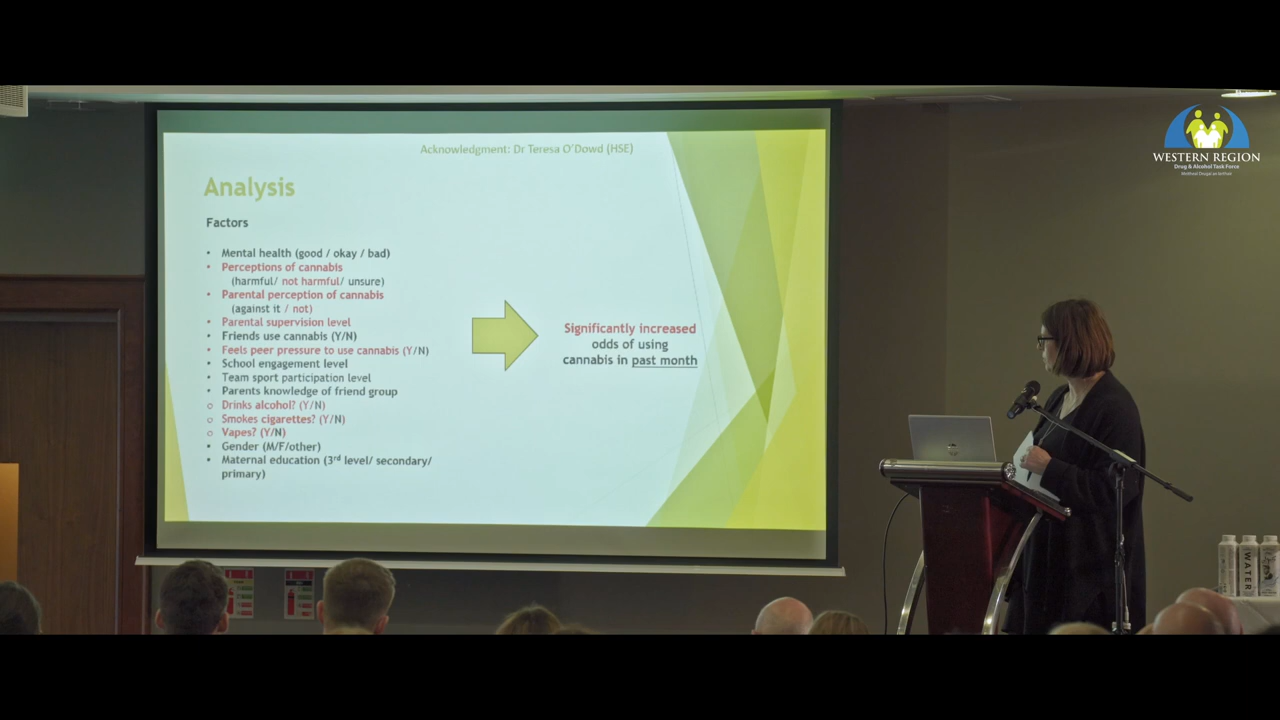 Acknowledgment: Dr Teresa O'Dowd (HSE)
Analysis
Factors
• Mental health (good / okay / bad)
• Perceptions of cannabis
(harmful/ not harmful/ unsure)
• Parental perception of cannabis
(against it / not)
• Parental supervision level
• Friends use cannabis (Y/N)
• Feels peer pressure to use cannabis (Y/N)
• School engagement level
• Team sport participation level
• Parents knowledge of friend group
o Drinks alcohol? (Y/N)
o Smokes cigarettes? (Y/N)
o Vapes? (Y/N)
• Gender (M/F/other)
• Maternal education (3rd level/ secondary/
primary)
Significantly increased
odds of using
cannabis in past month
WESTERN REGION
Drug & Alcohol Task Force
WATER